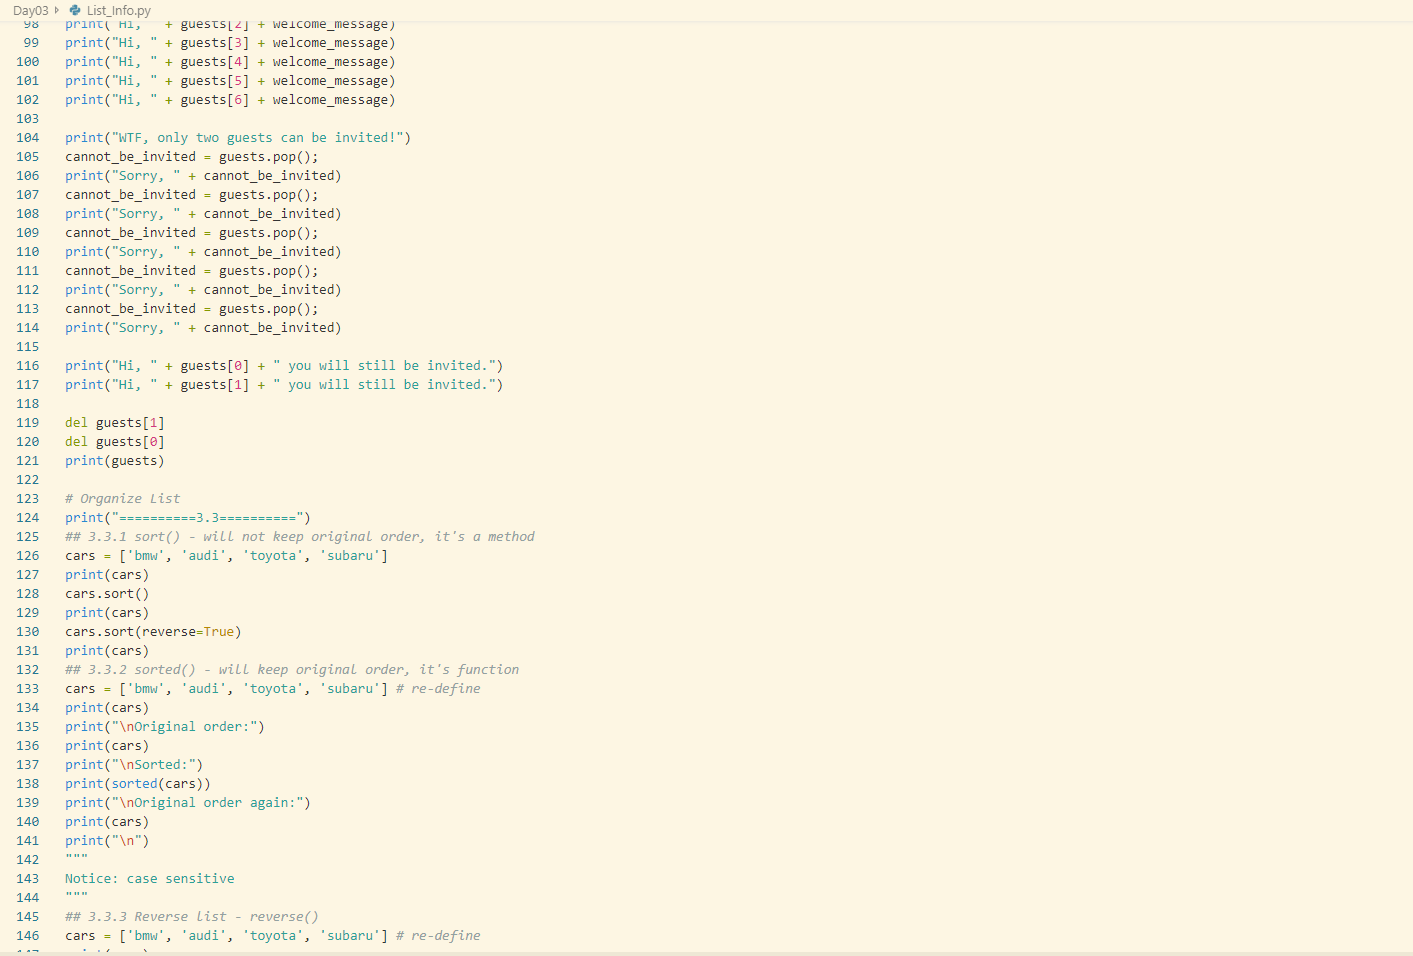 Day03 List_Info.py
98 print("Hi, " + guests[2] + welcome_message)
99 print("Hi, " + guests[3] + welcome_message)
100 print("Hi, " + guests[4] + welcome_message)
101 print("Hi, " + guests[5] + welcome_message)
102 print("Hi, " + guests[6] + welcome_message)
103
104 print("WTF, only two guests can be invited!")
105 cannot_be_invited = guests.pop();
106 print("Sorry, " + cannot_be_invited)
107 cannot_be_invited = guests.pop();
108 print("Sorry, " + cannot_be_invited)
109 cannot_be_invited = guests.pop();
110 print("Sorry, " + cannot_be_invited)
111 cannot_be_invited = guests.pop();
112 print("Sorry, " + cannot_be_invited)
113 cannot_be_invited = guests.pop();
114 print("Sorry, " + cannot_be_invited)
115
116 print("Hi, " + guests[0] + " you will still be invited.")
117 print("Hi, " + guests[1] + " you will still be invited.")
118
119 del guests[1]
120 del guests[0]
121 print(guests)
122
123 # Organize List
124 print("==========3.3==========")
125 ## 3.3.1 sort() - will not keep original order, it's a method
126 cars = ['bmw', 'audi', 'toyota', 'subaru']
127 print(cars)
128 cars.sort()
129 print(cars)
130 cars.sort(reverse=True)
131 print(cars)
132 ## 3.3.2 sorted() - will keep original order, it's function
133 cars = ['bmw', 'audi', 'toyota', 'subaru'] # re-define
134 print(cars)
135 print("\nOriginal order:")
136 print(cars)
137 print("\nSorted:")
138 print(sorted(cars))
139 print("\nOriginal order again:")
140 print(cars)
141 print("\n")
142 """
143 Notice: case sensitive
144 """
145 ## 3.3.3 Reverse list - reverse()
146 cars = ['bmw', 'audi', 'toyota', 'subaru'] # re-define